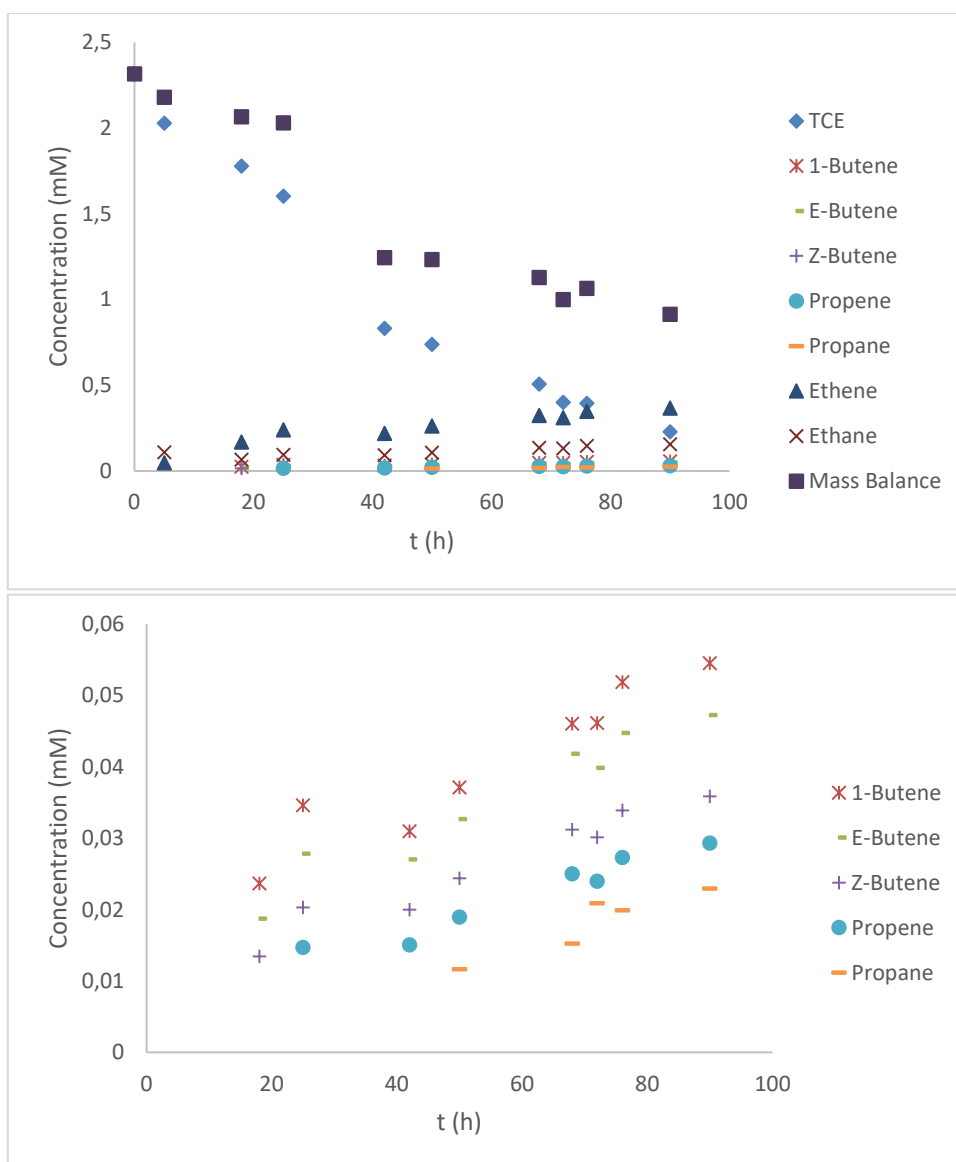 2,5
2
1,5
1
0,5
0
Concentration (mM)
0
20
40
60
80
100
t (h)
TCE
1-Butene
E-Butene
Z-Butene
Propene
Propane
Ethene
Ethane
Mass Balance
0,06
0,05
0,04
0,03
0,02
0,01
0
Concentration (mM)
0
20
40
60
80
100
t (h)
1-Butene
E-Butene
Z-Butene
Propene
Propane